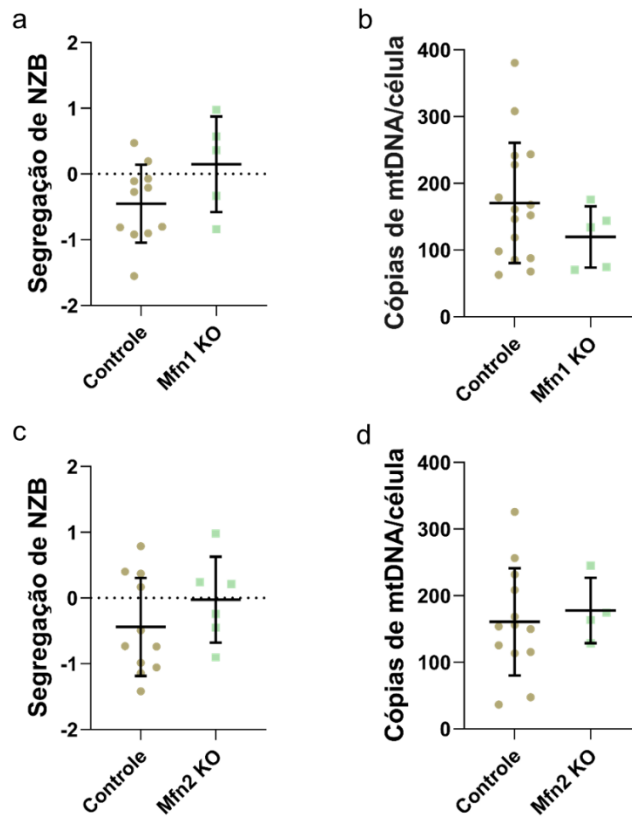 a
Segregação de NZB
2
1
0
-1
-2
Controle
Mfn1 KO
b
Cópias de mtDNA/célula
400
300
200
100
0
Controle
Mfn1 KO
c
Segregação de NZB
2
1
0
-1
-2
Controle
Mfn2 KO
d
Cópias de mtDNA/célula
400
300
200
100
0
Controle
Mfn2 KO